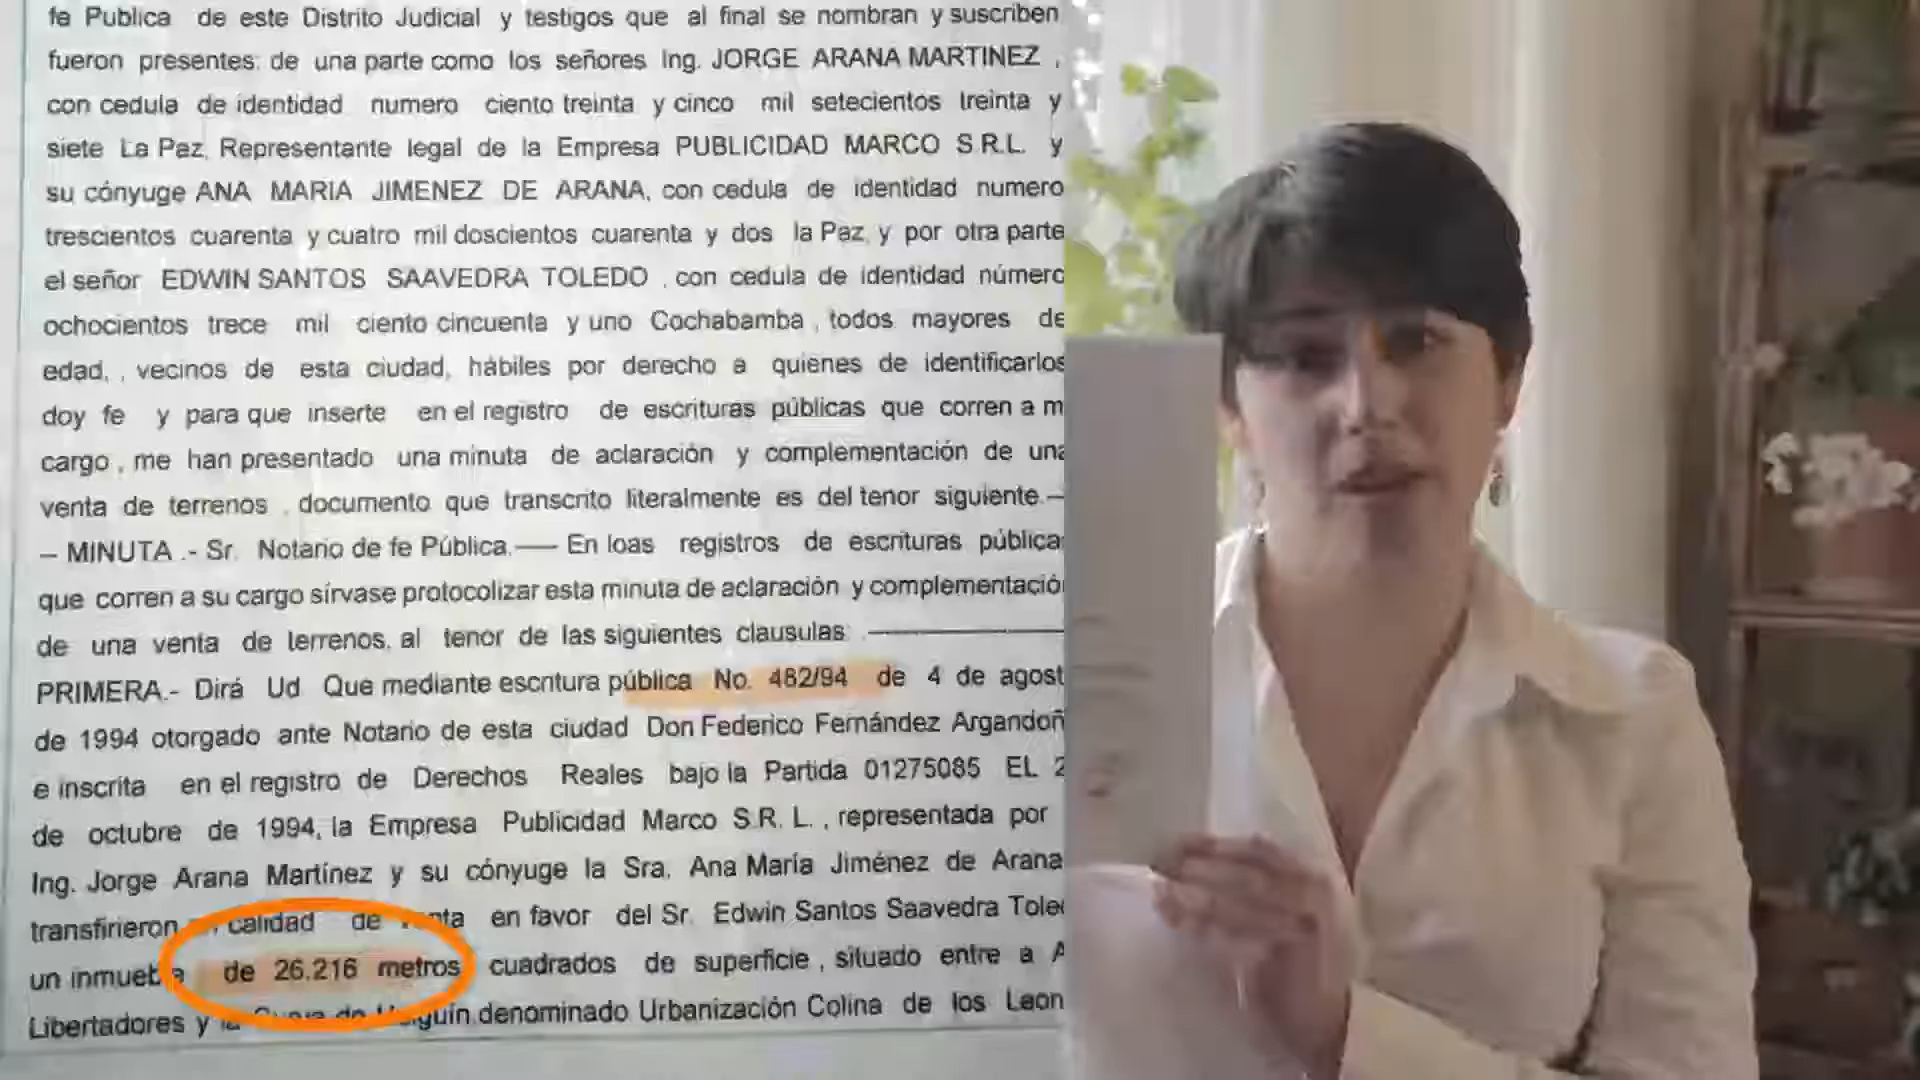 fe Publica de este Distrito Judicial y testigos que al final se nombran y suscriben
fueron presentes: de una parte como los señores Ing. JORGE ARANA MARTINEZ ,
con cedula de identidad numero ciento treinta y cinco mil setecientos treinta y
siete La Paz, Representante legal de la Empresa PUBLICIDAD MARCO S.R.L. y
su cónyuge ANA MARIA JIMENEZ DE ARANA, con cedula de identidad numero
trescientos cuarenta y cuatro mil doscientos cuarenta y dos la Paz, y por otra parte
el señor EDWIN SANTOS SAAVEDRA TOLEDO , con cedula de identidad número
ochocientos trece mil ciento cincuenta y uno Cochabamba , todos mayores de
edad, , vecinos de esta ciudad, hábiles por derecho a quienes de identificarlos
doy fe y para que inserte en el registro de escrituras públicas que corren a m
cargo , me han presentado una minuta de aclaración y complementación de una
venta de terrenos , documento que transcrito literalmente es del tenor siguiente.—
– MINUTA .- Sr. Notario de fe Pública.—– En loas registros de escrituras pública
que corren a su cargo sírvase protocolizar esta minuta de aclaración y complementació
de una venta de terrenos, al tenor de las siguientes clausulas: ————
PRIMERA.- Dirá Ud Que mediante escritura pública No. 482/94 de 4 de agost
de 1994 otorgado ante Notario de esta ciudad Don Federico Fernández Argandoñ
e inscrita en el registro de Derechos Reales bajo la Partida 01275085 EL 2
de octubre de 1994, la Empresa Publicidad Marco S.R. L. , representada por
Ing. Jorge Arana Martínez y su cónyuge la Sra. Ana María Jiménez de Arana
transfirieron calidad de venta en favor del Sr. Edwin Santos Saavedra Tole
un inmueb a de 26.216 metros cuadrados de superficie , situado entre a A
Libertadores y la de denominado Urbanización Colina de los Leon